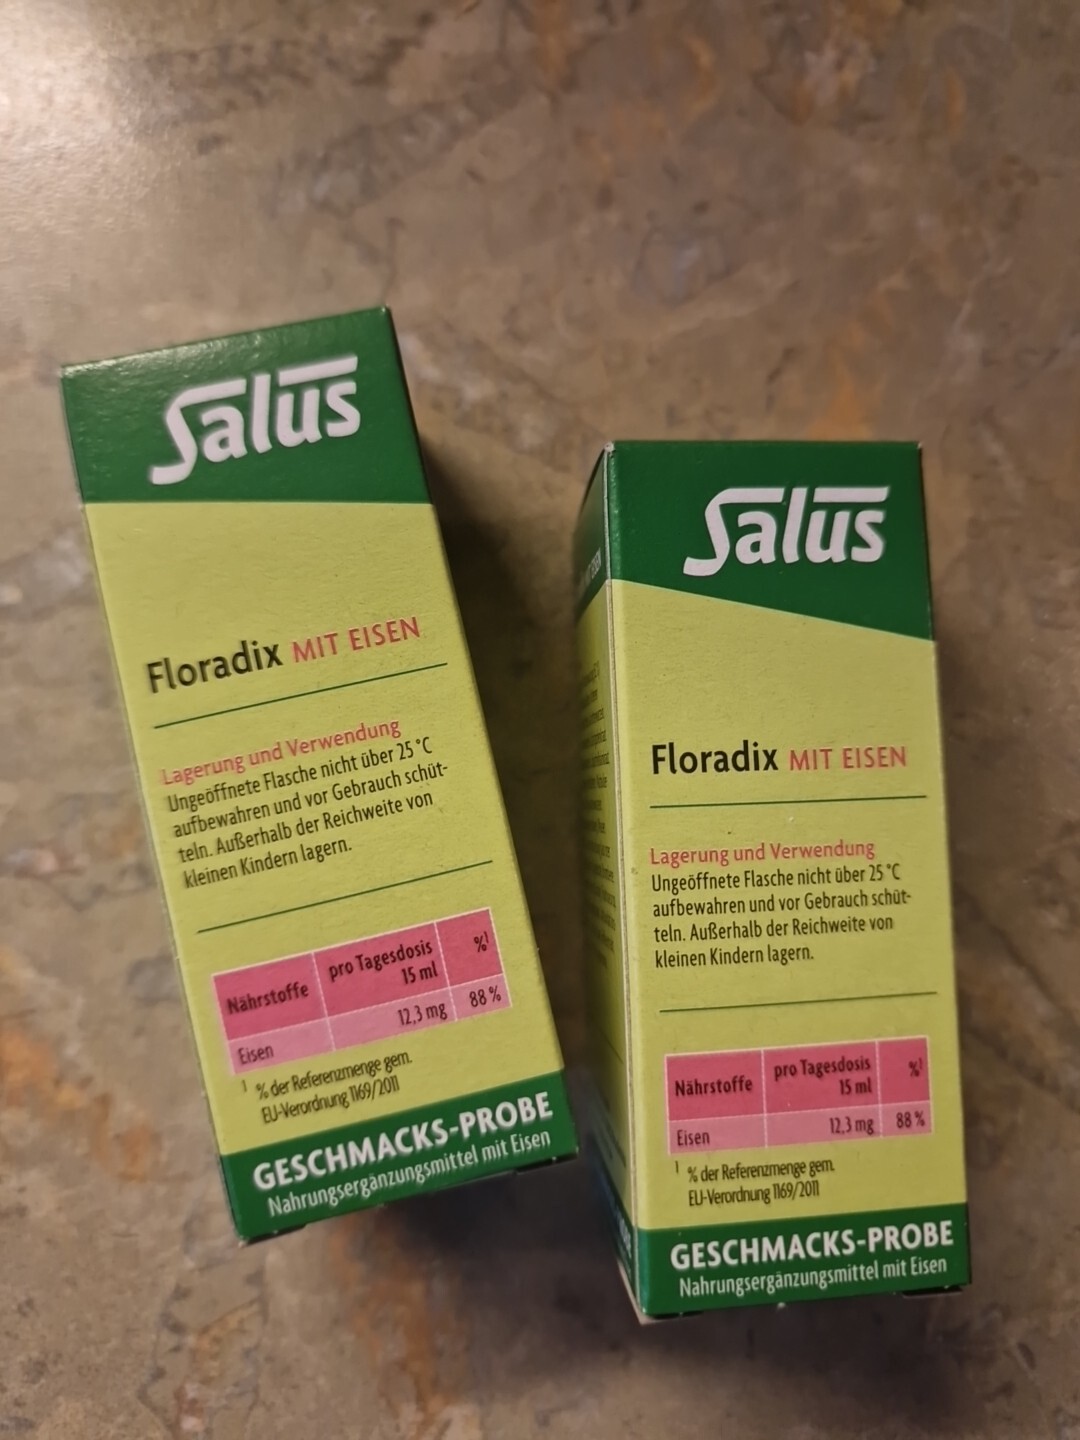 Salus
Floradix MIT EISEN
Lagerung und Verwendung
Ungeöffnete Flasche nicht über 25 °C
aufbewahren und vor Gebrauch schüt-
teln. Außerhalb der Reichweite von
kleinen Kindern lagern.
Nährstoffe pro Tagesdosis %¹
15 ml
Eisen 12,3 mg 88 %
¹ % der Referenzmenge gem.
EU-Verordnung 1169/2011
GESCHMACKS-PROBE
Nahrungsergänzungsmittel mit Eisen
Salus
Floradix MIT EISEN
Lagerung und Verwendung
Ungeöffnete Flasche nicht über 25 °C
aufbewahren und vor Gebrauch schüt-
teln. Außerhalb der Reichweite von
kleinen Kindern lagern.
Nährstoffe pro Tagesdosis %¹
15 ml
Eisen 12,3 mg 88 %
¹ % der Referenzmenge gem.
EU-Verordnung 1169/2011
GESCHMACKS-PROBE
Nahrungsergänzungsmittel mit Eisen